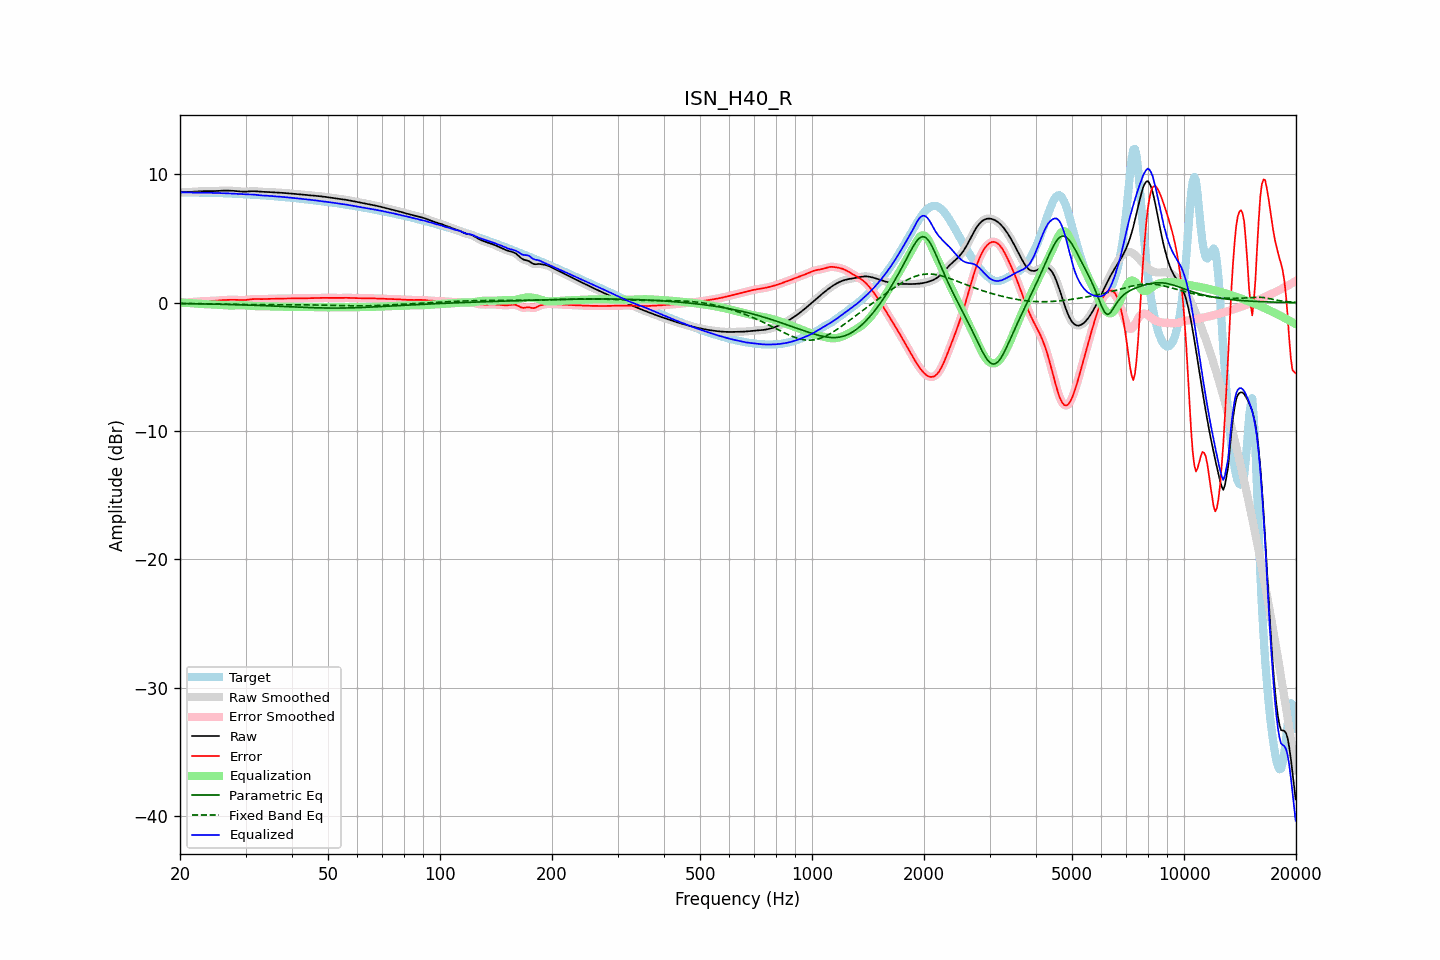 ISN_H40_R
Amplitude (dBr)
10
0
−10
−20
−30
−40
Target
Raw Smoothed
Error Smoothed
Raw
Error
Equalization
Parametric Eq
Fixed Band Eq
Equalized
20 50 100 200 500 1000 2000 5000 10000 20000
Frequency (Hz)